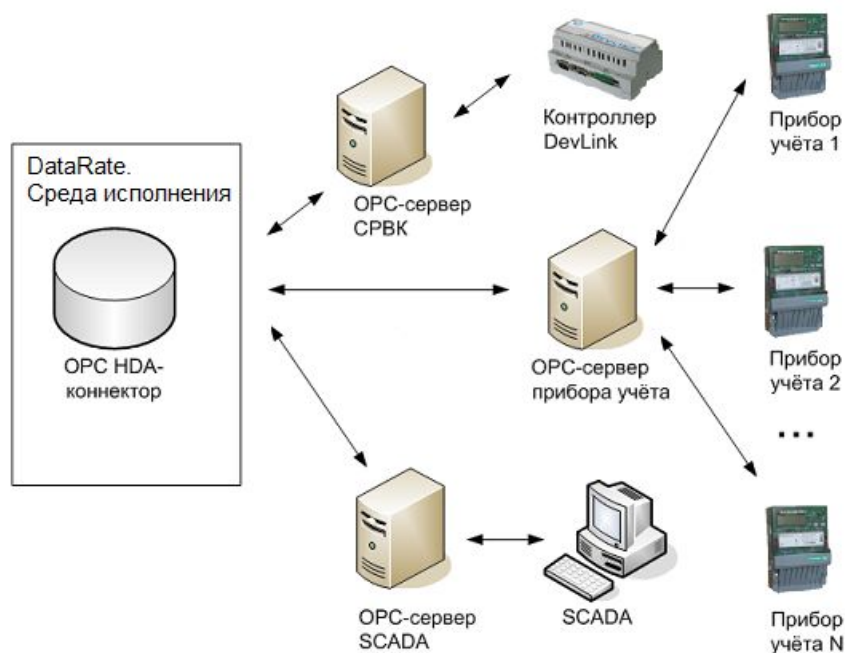 DataRate.
Среда исполнения
OPC HDA-
коннектор
OPC-сервер
СРВК
Контроллер
DevLink
Прибор
учёта 1
OPC-сервер
прибора учёта
Прибор
учёта 2
...
OPC-сервер
SCADA
SCADA
Прибор
учёта N